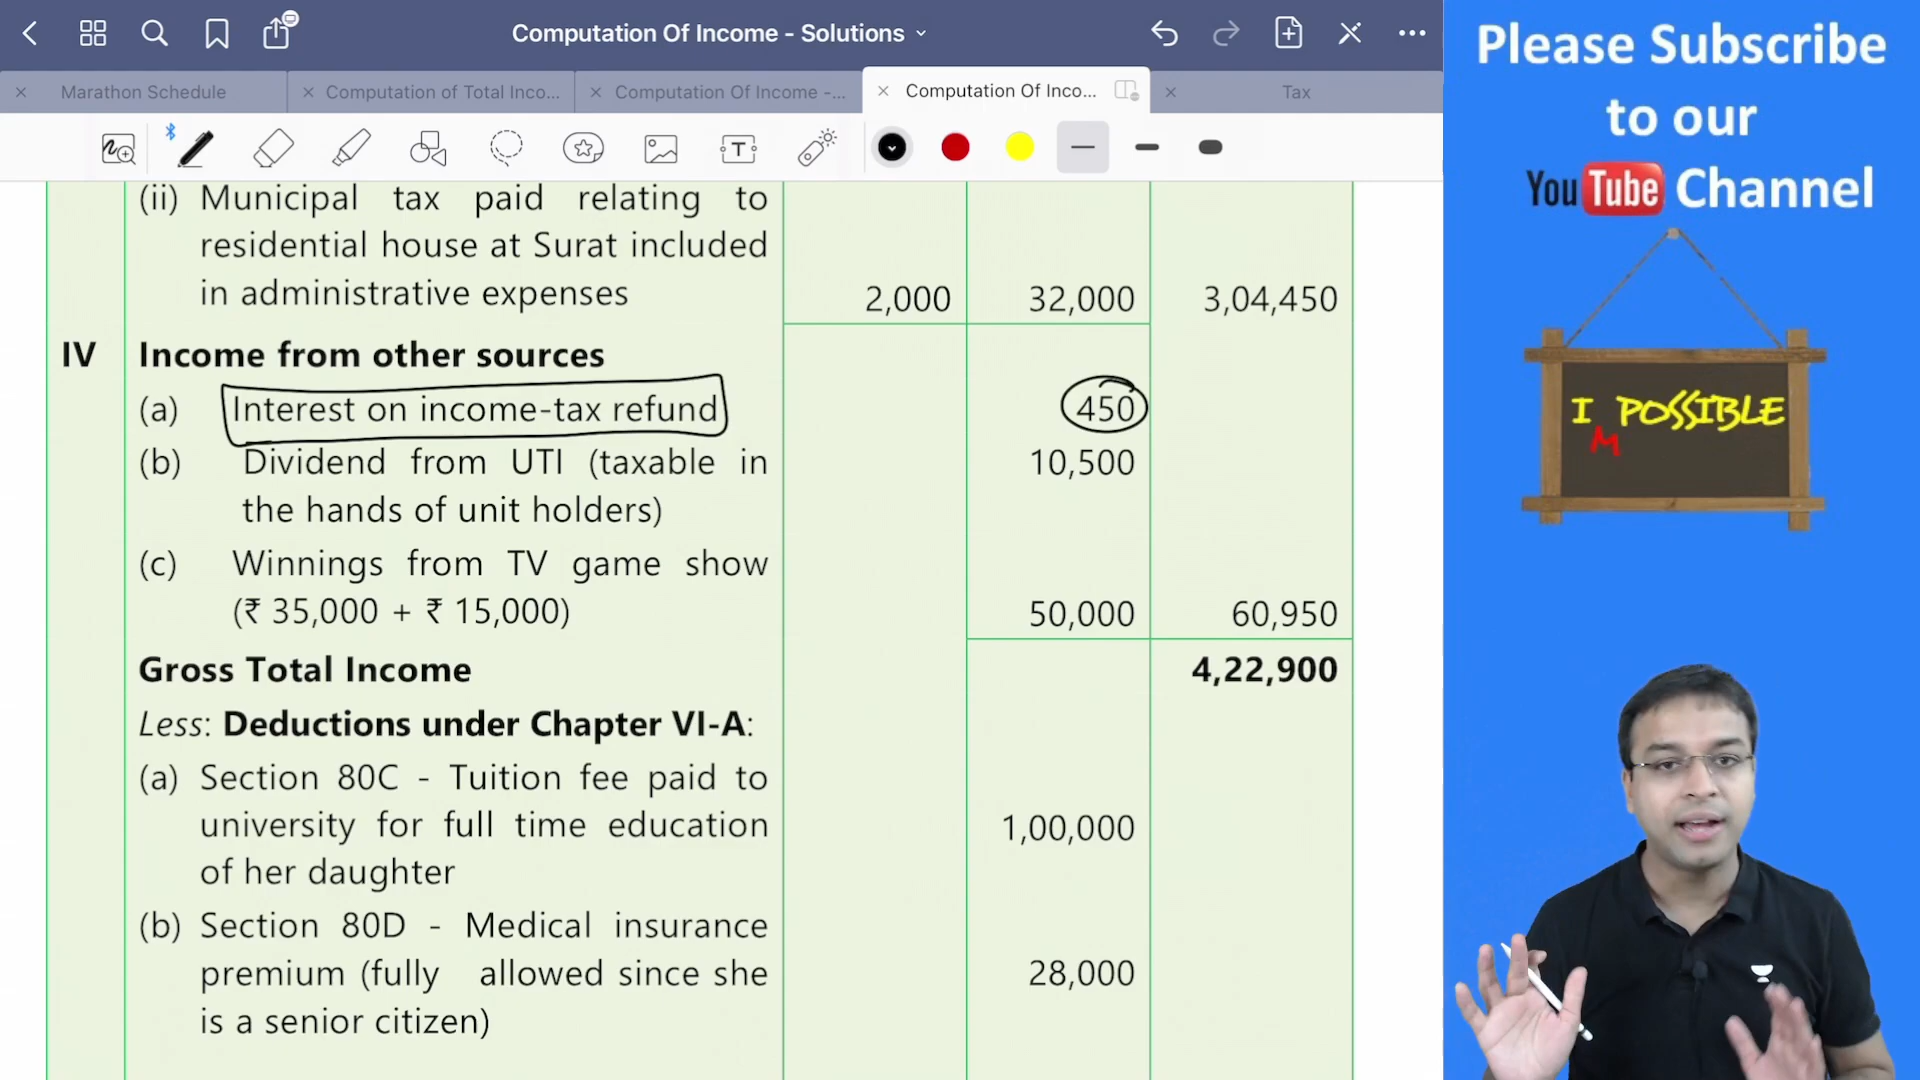 Computation Of Income - Solutions
Marathon Schedule
Computation of Total Inco...
Computation Of Income -...
Computation Of Inco...
Tax
(ii) Municipal tax paid relating to
residential house at Surat included
in administrative expenses 2,000 32,000 3,04,450
IV Income from other sources
(a) Interest on income-tax refund 450
(b) Dividend from UTI (taxable in 10,500
the hands of unit holders)
(c) Winnings from TV game show
(₹ 35,000 + ₹ 15,000) 50,000 60,950
Gross Total Income 4,22,900
Less: Deductions under Chapter VI-A:
(a) Section 80C - Tuition fee paid to
university for full time education 1,00,000
of her daughter
(b) Section 80D - Medical insurance
premium (fully allowed since she 28,000
is a senior citizen)
Please Subscribe
to our
YouTube Channel
I POSSIBLE
M